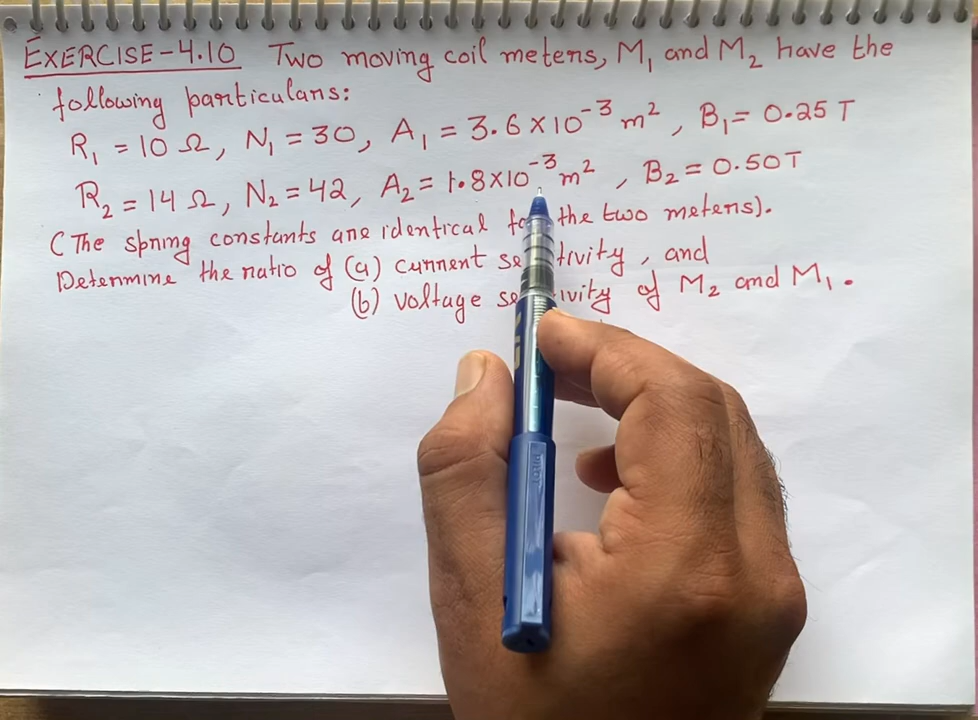 EXERCISE-4.10 Two moving coil meters, M₁ and M₂ have the
following particulars:
R₁ = 10 Ω, N₁ = 30, A₁ = 3.6 × 10⁻³ m², B₁ = 0.25 T
R₂ = 14 Ω, N₂ = 42, A₂ = 1.8×10⁻³ m², B₂ = 0.50 T
(The spring constants are identical for the two meters).
Determine the ratio of (a) current sensitivity, and
(b) voltage sensitivity of M₂ and M₁.